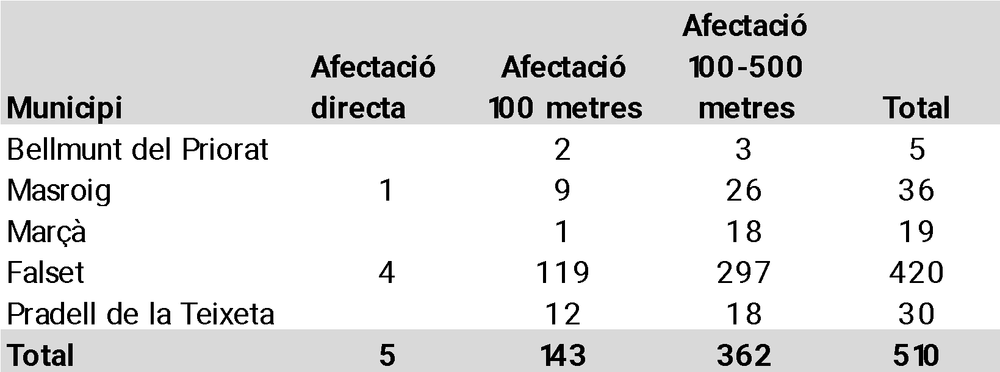 Municipi Afectació directa Afectació 100 metres Afectació 100-500 metres Total
Bellmunt del Priorat 2 3 5
Masroig 1 9 26 36
Marçà 1 18 19
Falset 4 119 297 420
Pradell de la Teixeta 12 18 30
Total 5 143 362 510